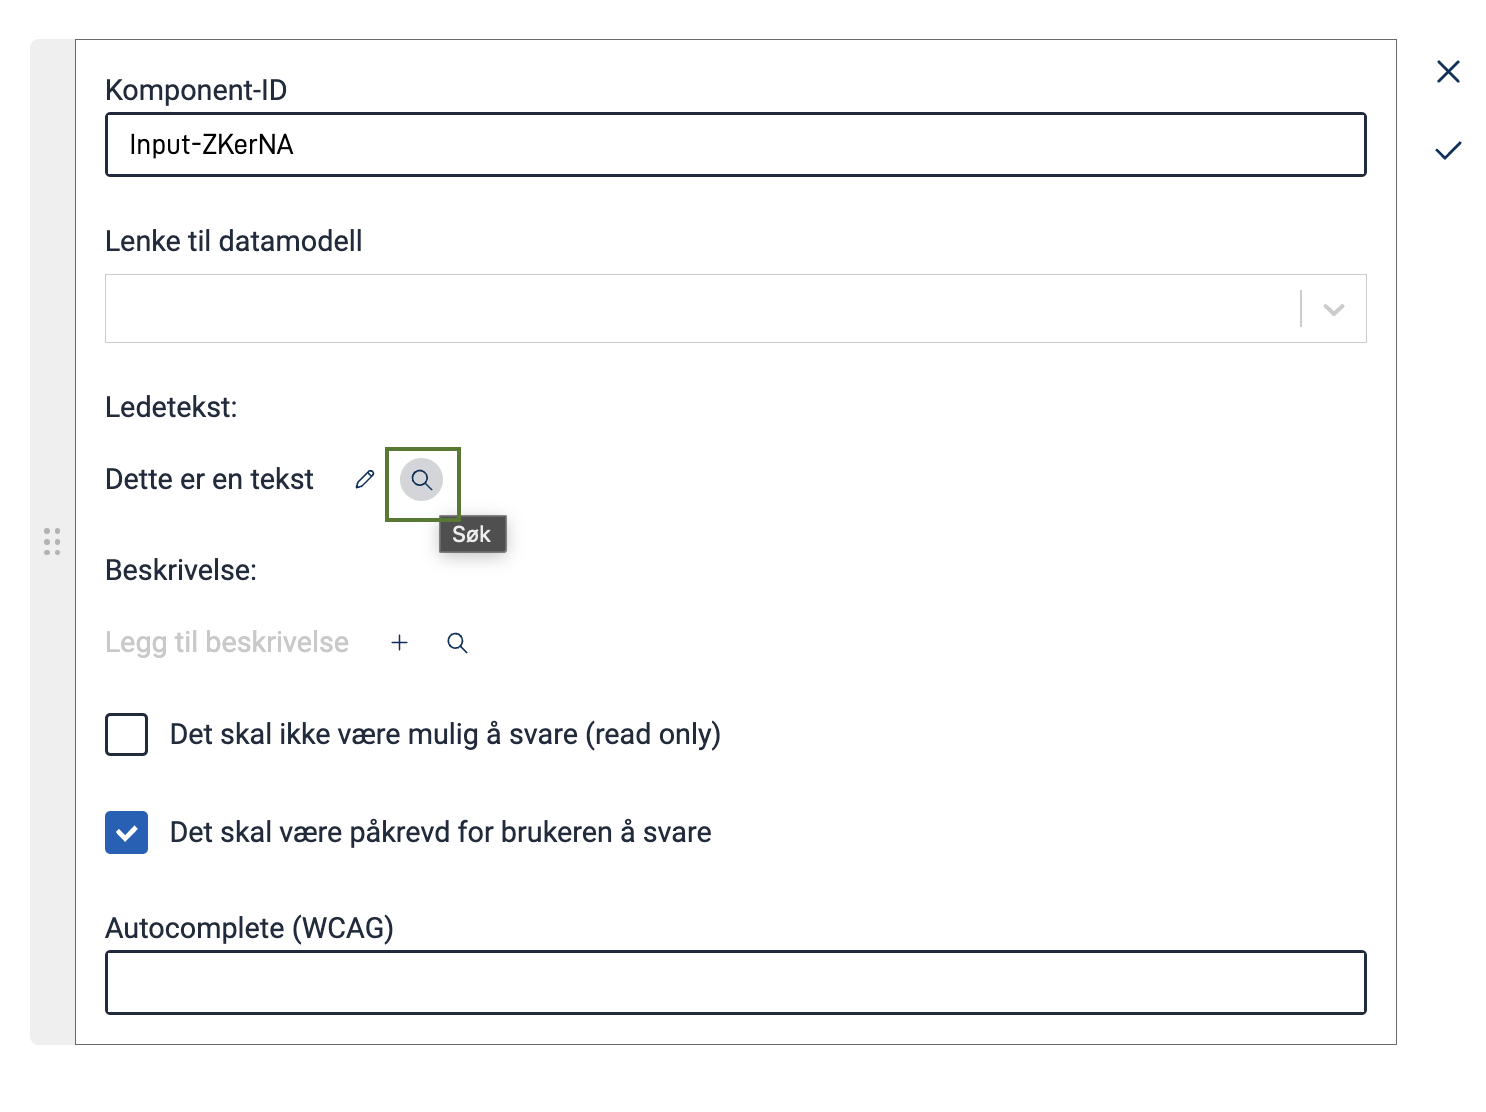 Komponent-ID
Input-ZKerNA
Lenke til datamodell
Ledetekst:
Dette er en tekst
Søk
Beskrivelse:
Legg til beskrivelse
Det skal ikke være mulig å svare (read only)
Det skal være påkrevd for brukeren å svare
Autocomplete (WCAG)